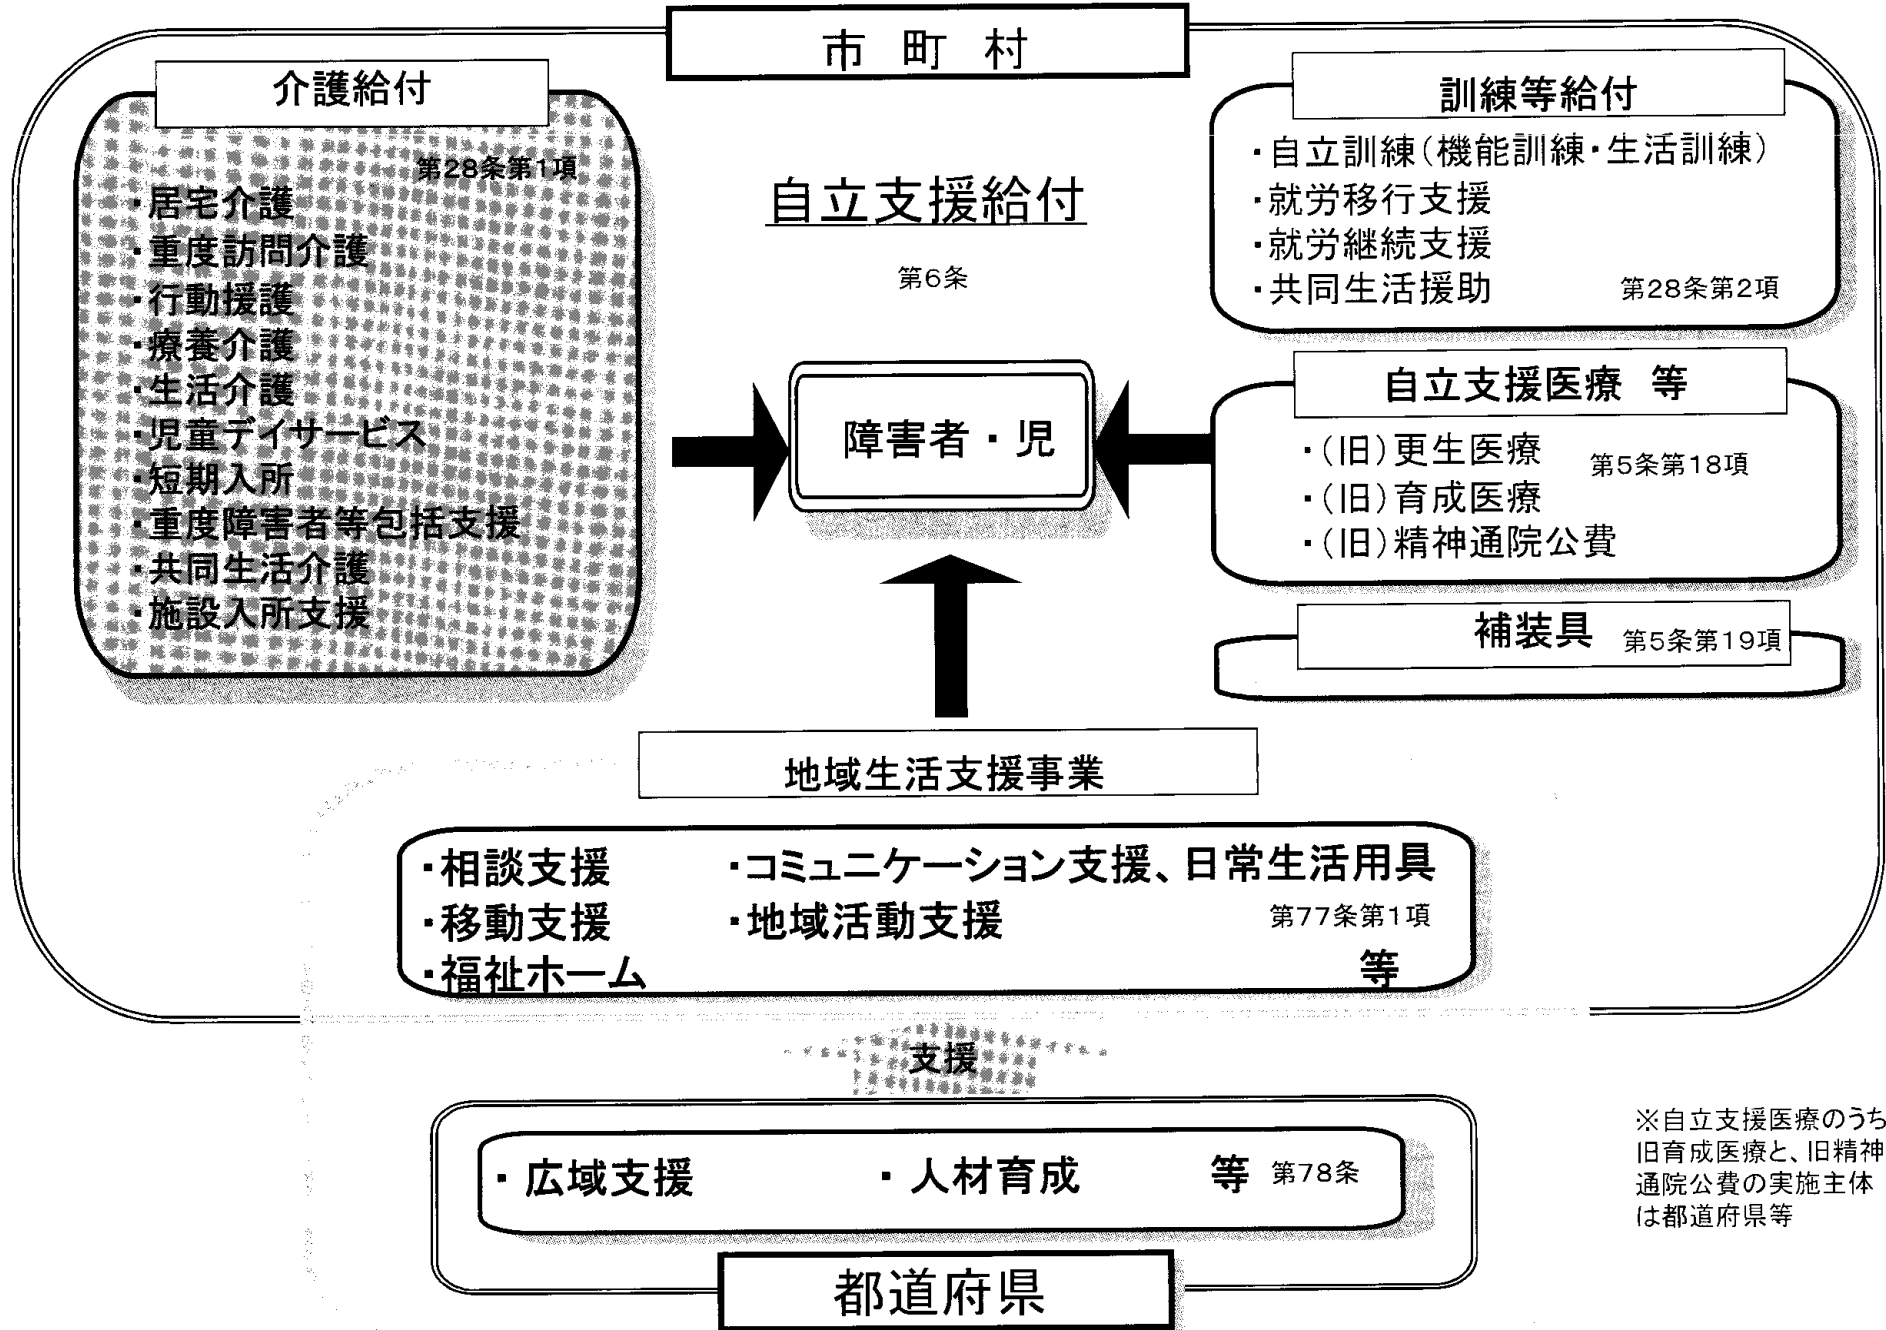 市 町 村
介護給付
第28条第1項
・居宅介護
・重度訪問介護
・行動援護
・療養介護
・生活介護
・児童デイサービス
・短期入所
・重度障害者等包括支援
・共同生活介護
・施設入所支援
自立支援給付
第6条
障害者・児
訓練等給付
・自立訓練(機能訓練・生活訓練)
・就労移行支援
・就労継続支援
・共同生活援助 第28条第2項
自立支援医療 等
・(旧)更生医療 第5条第18項
・(旧)育成医療
・(旧)精神通院公費
補装具 第5条第19項
地域生活支援事業
・相談支援 ・コミュニケーション支援、日常生活用具
・移動支援 ・地域活動支援 第77条第1項
・福祉ホーム 等
支援
・広域支援 ・人材育成 等 第78条
都道府県
※自立支援医療のうち
旧育成医療と、旧精神
通院公費の実施主体
は都道府県等